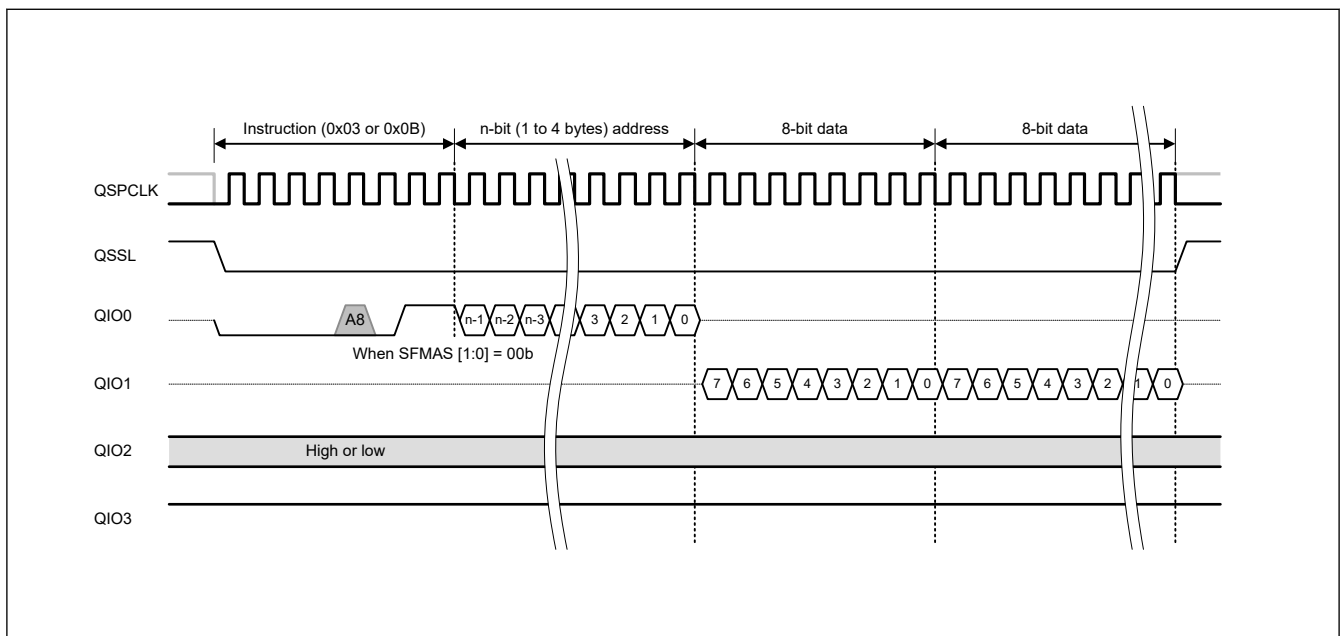 Instruction (0x03 or 0x0B) n-bit (1 to 4 bytes) address 8-bit data 8-bit data
QSPCLK
QSSL
QIO0 A8 n-1 n-2 n-3 3 2 1 0
When SFMAS [1:0] = 00b
QIO1 7 6 5 4 3 2 1 0 7 6 5 4 3 2 1 0
QIO2 High or low
QIO3